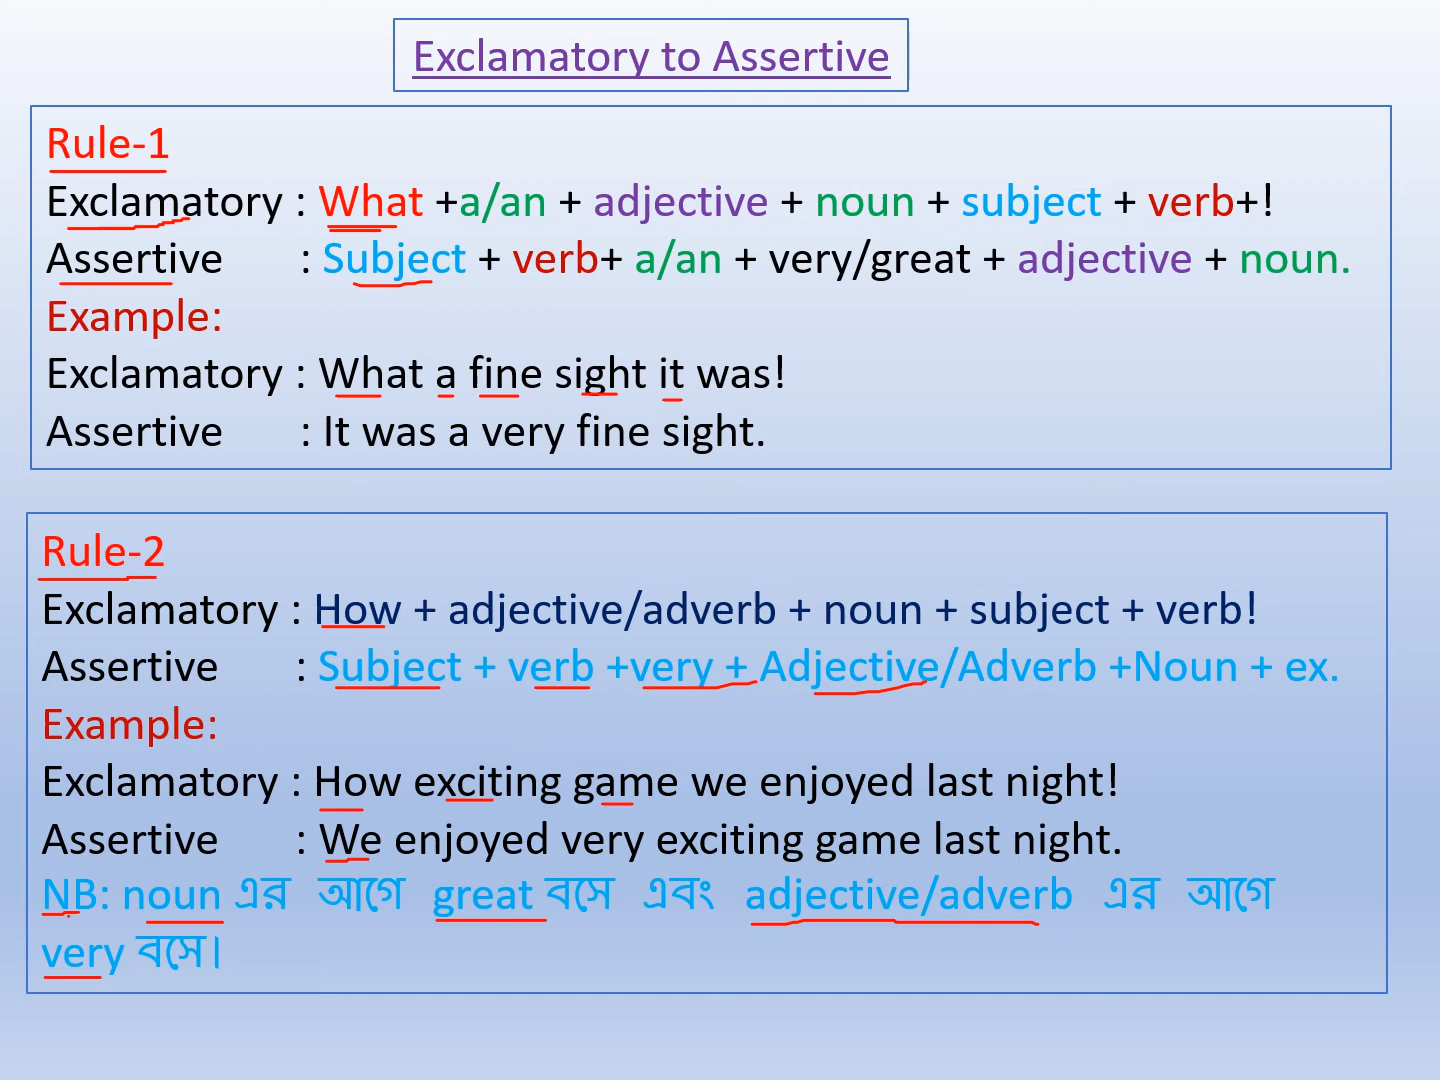 Exclamatory to Assertive
Rule-1
Exclamatory : What +a/an + adjective + noun + subject + verb+!
Assertive : Subject + verb+ a/an + very/great + adjective + noun.
Example:
Exclamatory : What a fine sight it was!
Assertive : It was a very fine sight.
Rule-2
Exclamatory : How + adjective/adverb + noun + subject + verb!
Assertive : Subject + verb +very + Adjective/Adverb +Noun + ex.
Example:
Exclamatory : How exciting game we enjoyed last night!
Assertive : We enjoyed very exciting game last night.
NB: noun এর আগে great বসে এবং adjective/adverb এর আগে
very বসে।